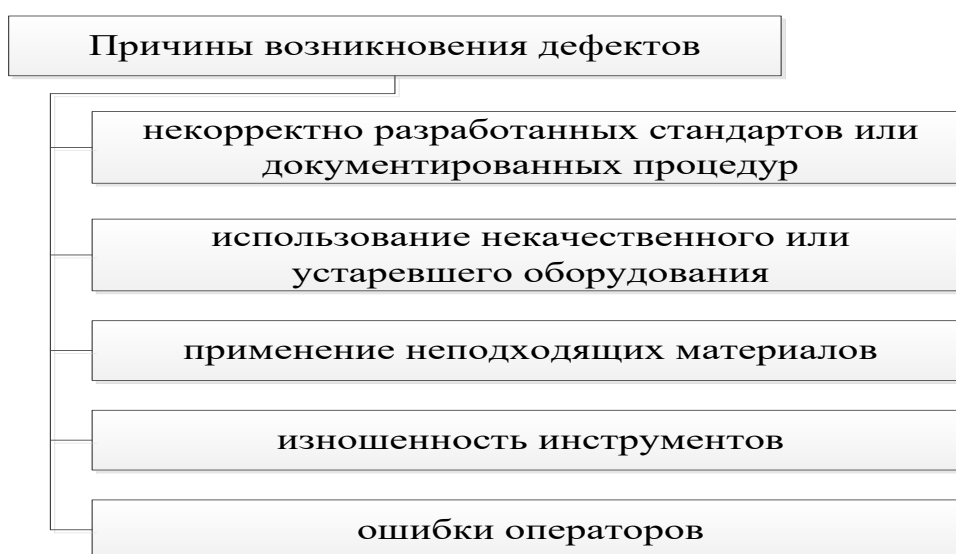 Причины возникновения дефектов
некорректно разработанных стандартов или
документированных процедур
использование некачественного или
устаревшего оборудования
применение неподходящих материалов
изношенность инструментов
ошибки операторов